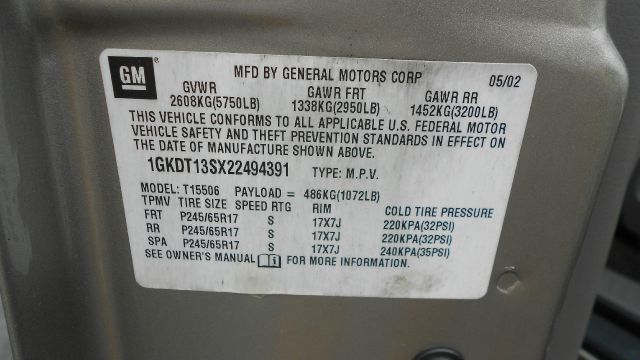 GM
MFD BY GENERAL MOTORS CORP 05/02
GVWR GAWR FRT GAWR RR
2608KG(5750LB) 1338KG(2950LB) 1452KG(3200LB)
THIS VEHICLE CONFORMS TO ALL APPLICABLE U.S. FEDERAL MOTOR
VEHICLE SAFETY AND THEFT PREVENTION STANDARDS IN EFFECT ON
THE DATE OF MANUFACTURE SHOWN ABOVE.
1GKDT13SX22494391 TYPE: M.P.V.
MODEL: T15506 PAYLOAD = 486KG(1072LB)
TPMV TIRE SIZE SPEED RTG RIM COLD TIRE PRESSURE
FRT P245/65R17 S 17X7J 220KPA(32PSI)
RR P245/65R17 S 17X7J 220KPA(32PSI)
SPA P245/65R17 S 17X7J 240KPA(35PSI)
SEE OWNER'S MANUAL FOR MORE INFORMATION.